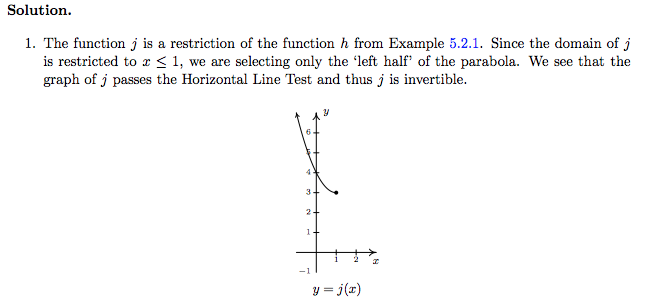 Solution.
1. The function j is a restriction of the function h from Example 5.2.1. Since the domain of j
is restricted to x ≤ 1, we are selecting only the ‘left half’ of the parabola. We see that the
graph of j passes the Horizontal Line Test and thus j is invertible.
y
6
5
4
3
2
1
1 2 x
−1
y = j(x)